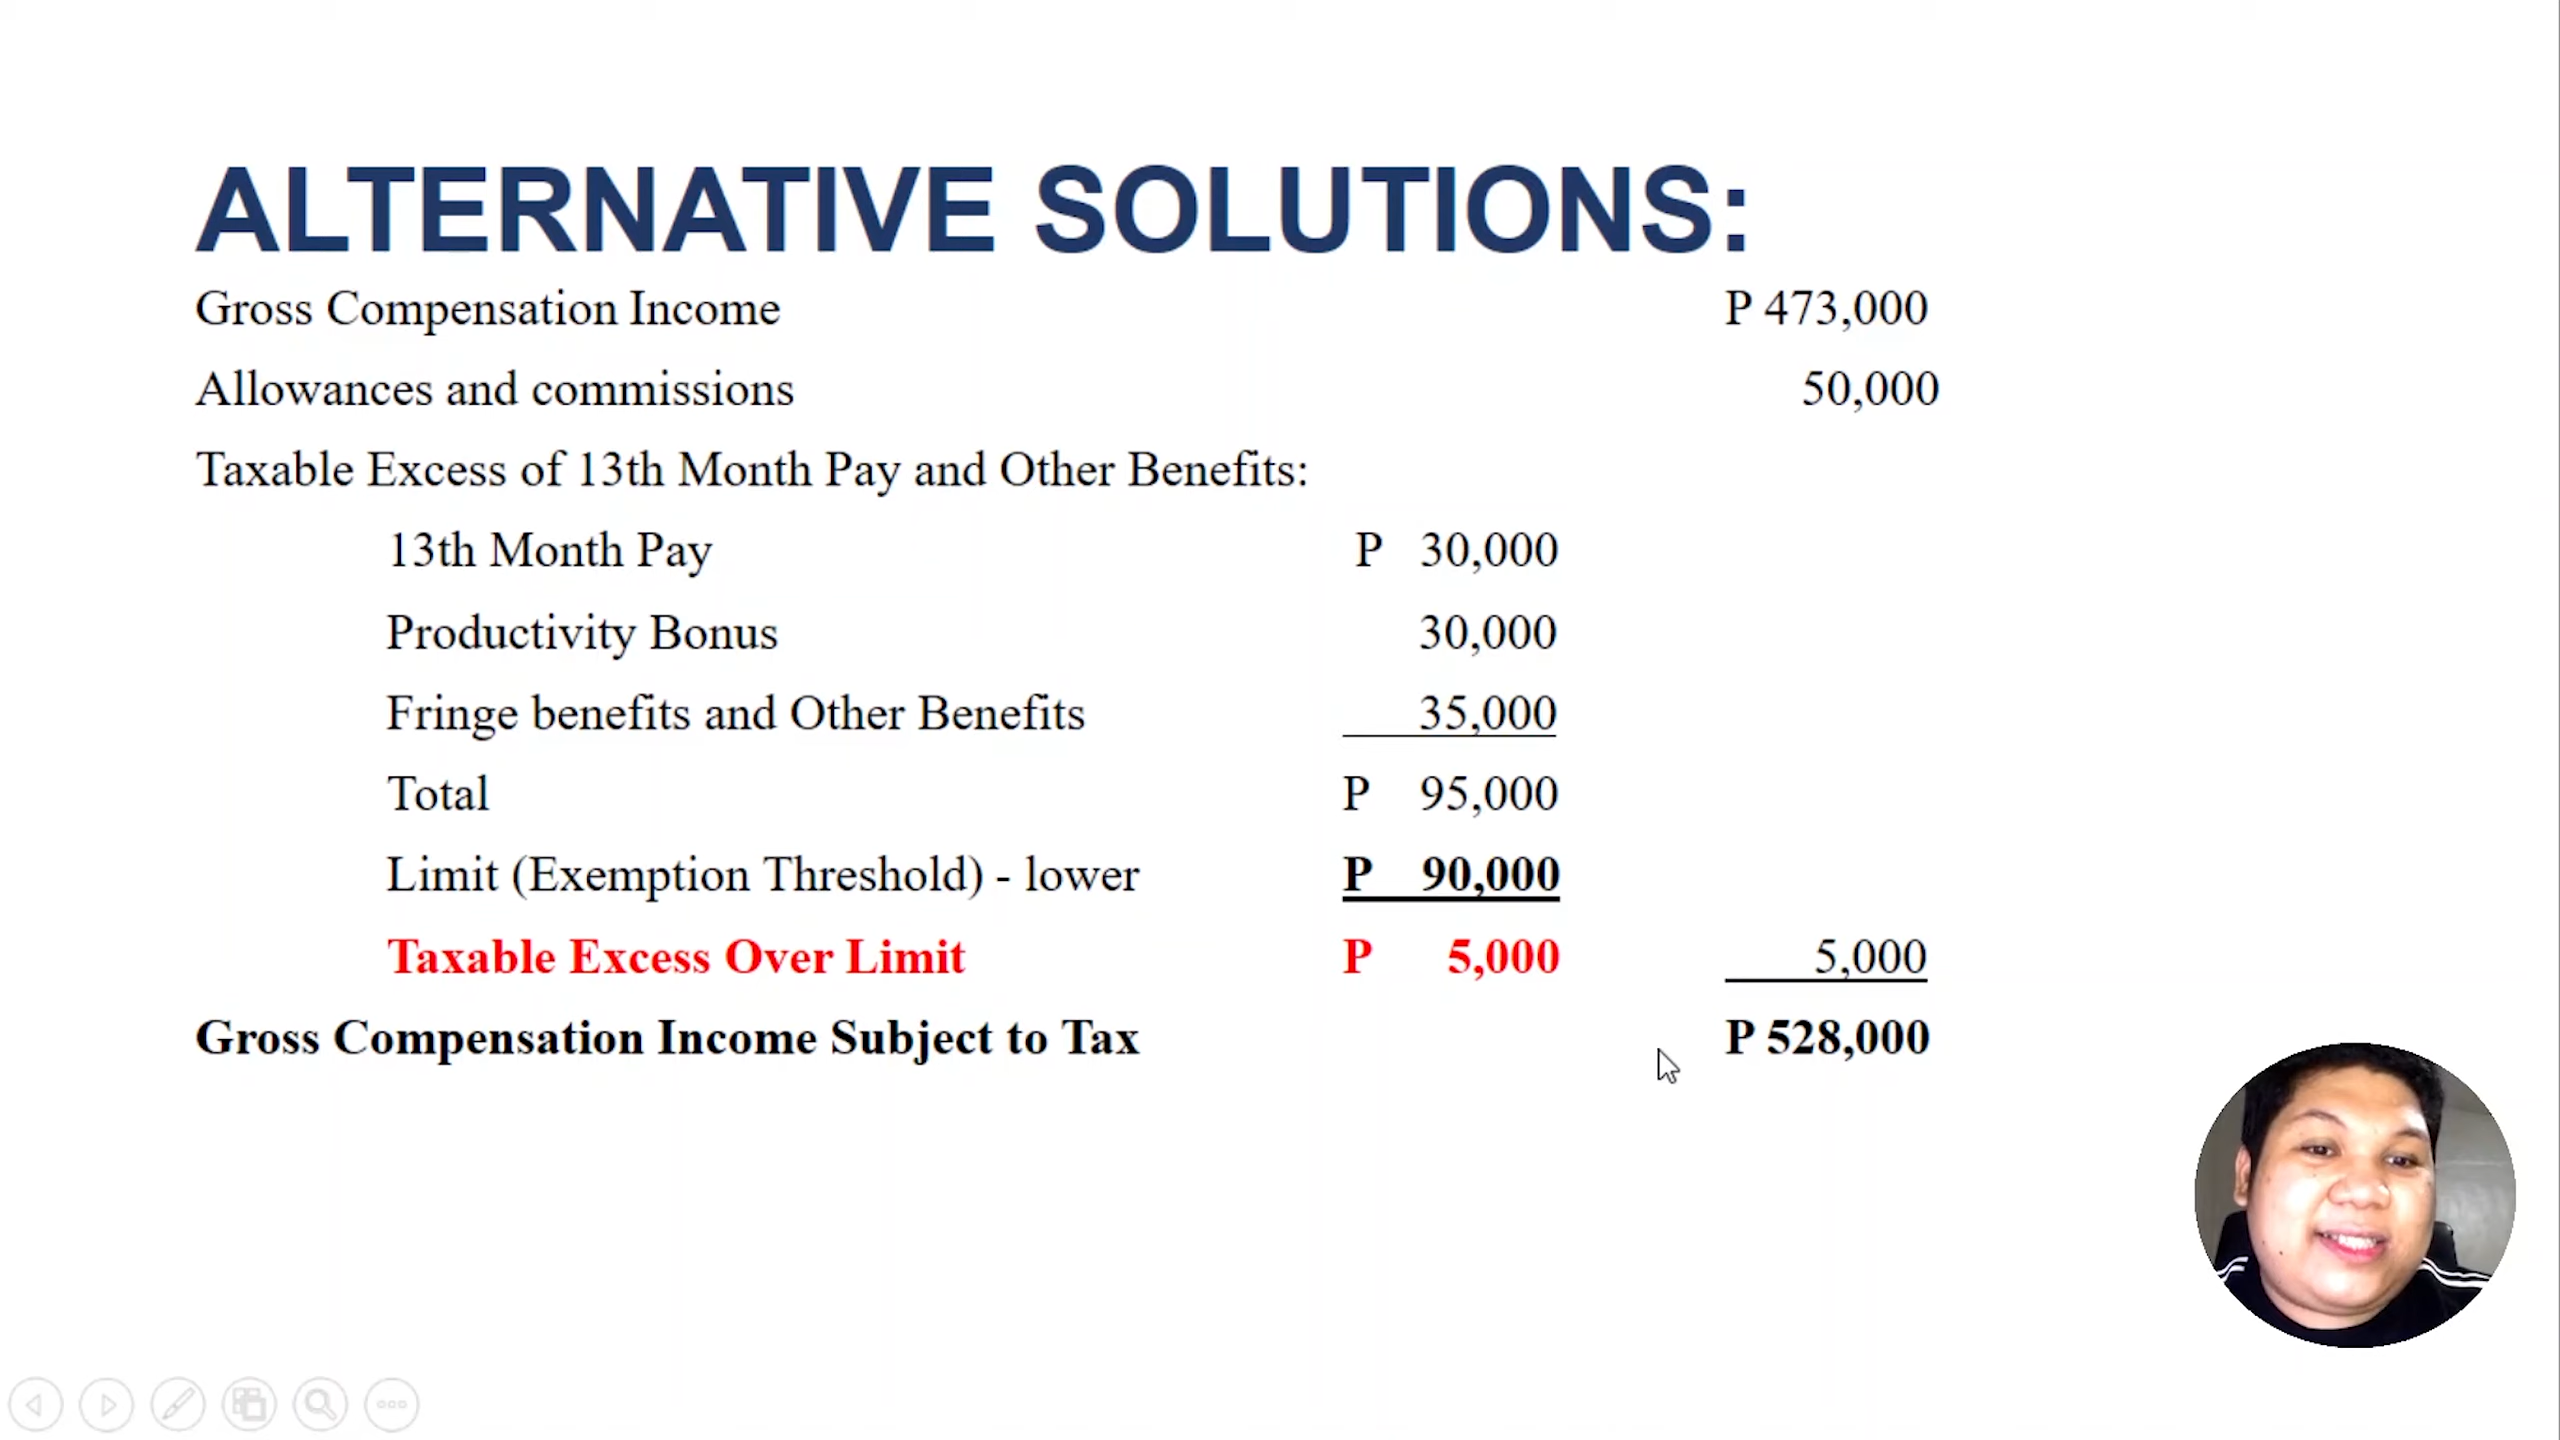 ALTERNATIVE SOLUTIONS:
Gross Compensation Income P 473,000
Allowances and commissions 50,000
Taxable Excess of 13th Month Pay and Other Benefits:
13th Month Pay P 30,000
Productivity Bonus 30,000
Fringe benefits and Other Benefits 35,000
Total P 95,000
Limit (Exemption Threshold) - lower P 90,000
Taxable Excess Over Limit P 5,000 5,000
Gross Compensation Income Subject to Tax P 528,000